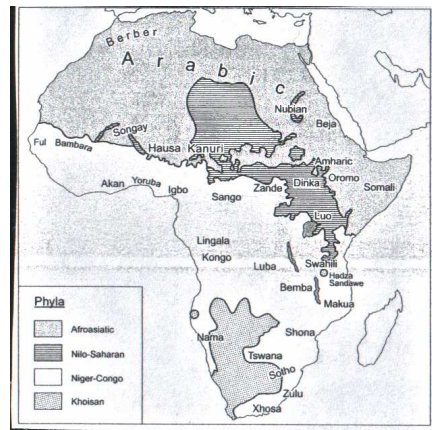 Berber
Arabic
Nubian
Beja
Songay
Ful
Bambara
Hausa
Kanuri
Amharic
Oromo
Somali
Akan
Yoruba
Igbo
Sango
Zande
Dinka
Luo
Lingala
Kongo
Luba
Swahili
Hadza
Sandawe
Bemba
Makua
Nama
Shona
Tswana
Sotho
Zulu
Xhosa
Phyla
Afroasiatic
Nilo-Saharan
Niger-Congo
Khoisan